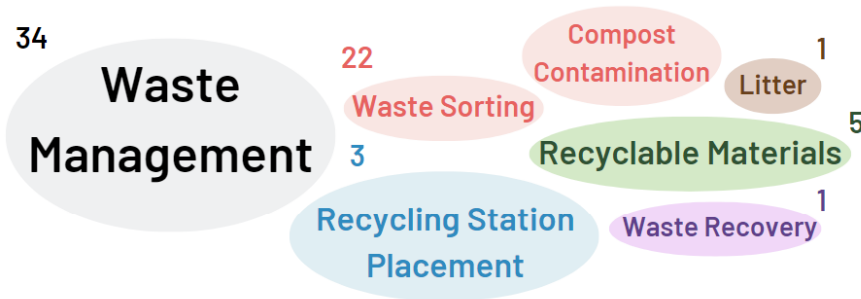 34
Waste
Management
22
Waste Sorting
Compost
Contamination
1
Litter
5
Recyclable Materials
3
Recycling Station
Placement
1
Waste Recovery